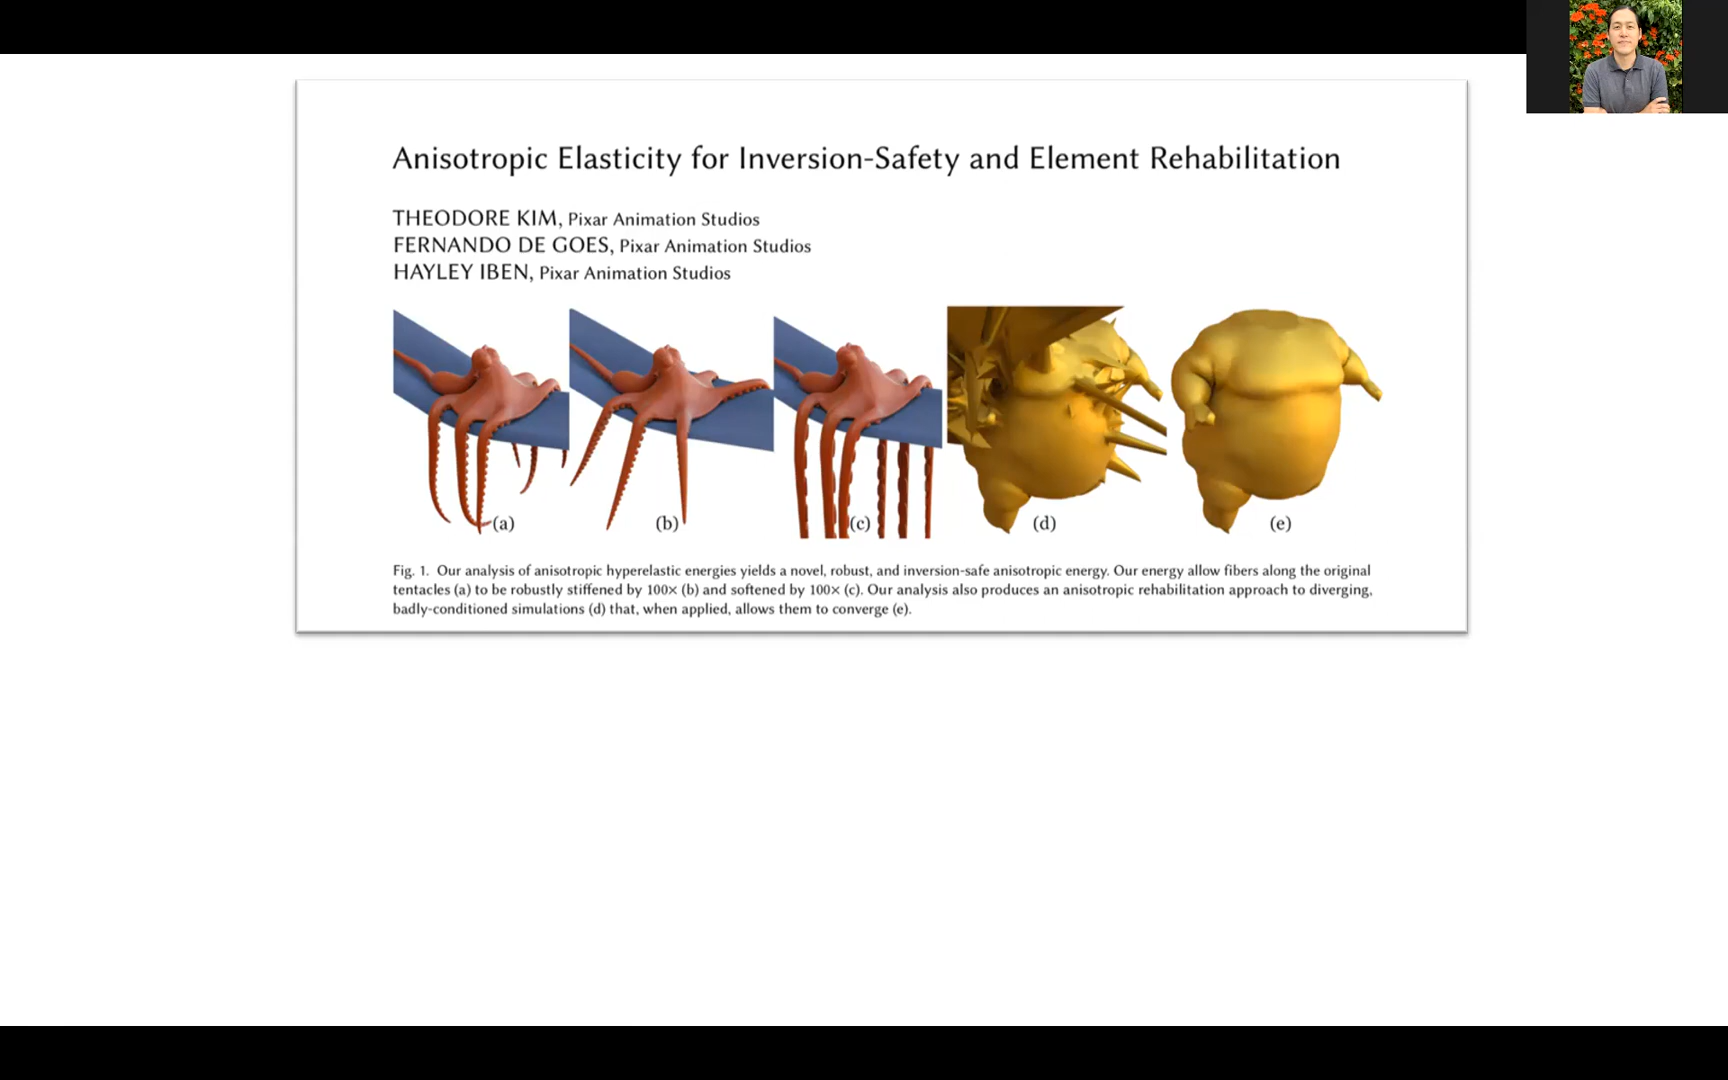 Anisotropic Elasticity for Inversion-Safety and Element Rehabilitation
THEODORE KIM, Pixar Animation Studios
FERNANDO DE GOES, Pixar Animation Studios
HAYLEY IBEN, Pixar Animation Studios
(a) (b) (c) (d) (e)
Fig. 1. Our analysis of anisotropic hyperelastic energies yields a novel, robust, and inversion-safe anisotropic energy. Our energy allow fibers along the original
tentacles (a) to be robustly stiffened by 100× (b) and softened by 100× (c). Our analysis also produces an anisotropic rehabilitation approach to diverging,
badly-conditioned simulations (d) that, when applied, allows them to converge (e).